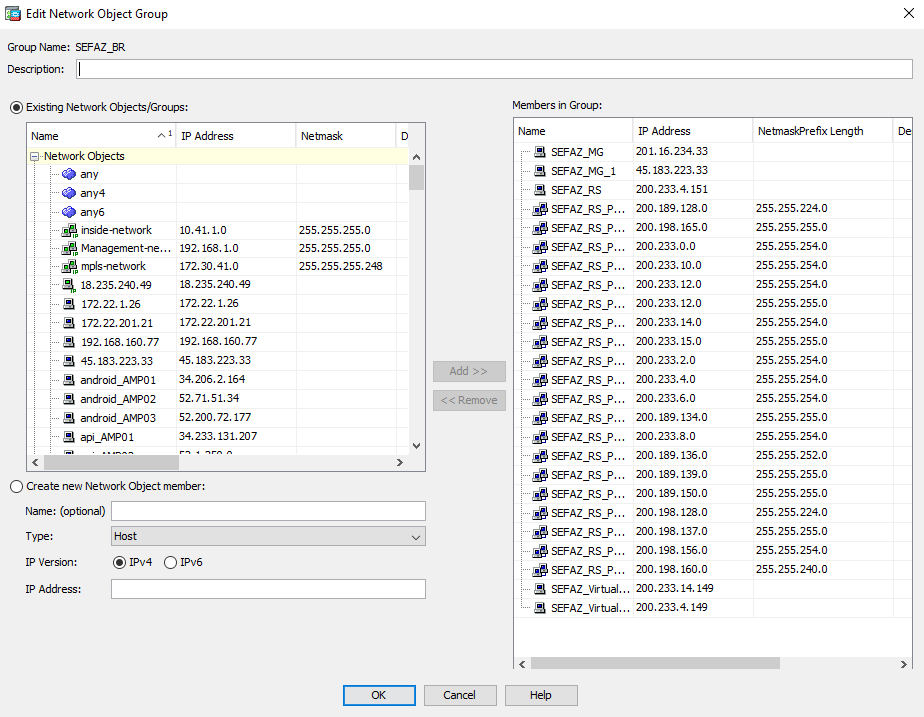 Edit Network Object Group
Group Name: SEFAZ_BR
Description:
Existing Network Objects/Groups:
Name 1 IP Address Netmask D
Network Objects
any
any4
any6
inside-network 10.41.1.0 255.255.255.0
Management-ne... 192.168.1.0 255.255.255.0
mpls-network 172.30.41.0 255.255.255.248
18.235.240.49 18.235.240.49
172.22.1.26 172.22.1.26
172.22.201.21 172.22.201.21
192.168.160.77 192.168.160.77
45.183.223.33 45.183.223.33
android_AMP01 34.206.2.164
android_AMP02 52.71.51.34
android_AMP03 52.200.72.177
api_AMP01 34.233.131.207
Add >>
<< Remove
Create new Network Object member:
Name: (optional)
Type: Host
IP Version: IPv4 IPv6
IP Address:
Members in Group:
Name IP Address NetmaskPrefix Length De
SEFAZ_MG 201.16.234.33
SEFAZ_MG_1 45.183.223.33
SEFAZ_RS 200.233.4.151
SEFAZ_RS_P... 200.189.128.0 255.255.224.0
SEFAZ_RS_P... 200.198.165.0 255.255.255.0
SEFAZ_RS_P... 200.233.0.0 255.255.254.0
SEFAZ_RS_P... 200.233.10.0 255.255.254.0
SEFAZ_RS_P... 200.233.12.0 255.255.254.0
SEFAZ_RS_P... 200.233.12.0 255.255.255.0
SEFAZ_RS_P... 200.233.14.0 255.255.254.0
SEFAZ_RS_P... 200.233.15.0 255.255.255.0
SEFAZ_RS_P... 200.233.2.0 255.255.254.0
SEFAZ_RS_P... 200.233.4.0 255.255.254.0
SEFAZ_RS_P... 200.233.6.0 255.255.254.0
SEFAZ_RS_P... 200.189.134.0 255.255.255.0
SEFAZ_RS_P... 200.233.8.0 255.255.254.0
SEFAZ_RS_P... 200.189.136.0 255.255.252.0
SEFAZ_RS_P... 200.189.139.0 255.255.255.0
SEFAZ_RS_P... 200.189.150.0 255.255.255.0
SEFAZ_RS_P... 200.198.128.0 255.255.224.0
SEFAZ_RS_P... 200.198.137.0 255.255.255.0
SEFAZ_RS_P... 200.198.156.0 255.255.254.0
SEFAZ_RS_P... 200.198.160.0 255.255.240.0
SEFAZ_Virtual... 200.233.14.149
SEFAZ_Virtual... 200.233.4.149
OK Cancel Help